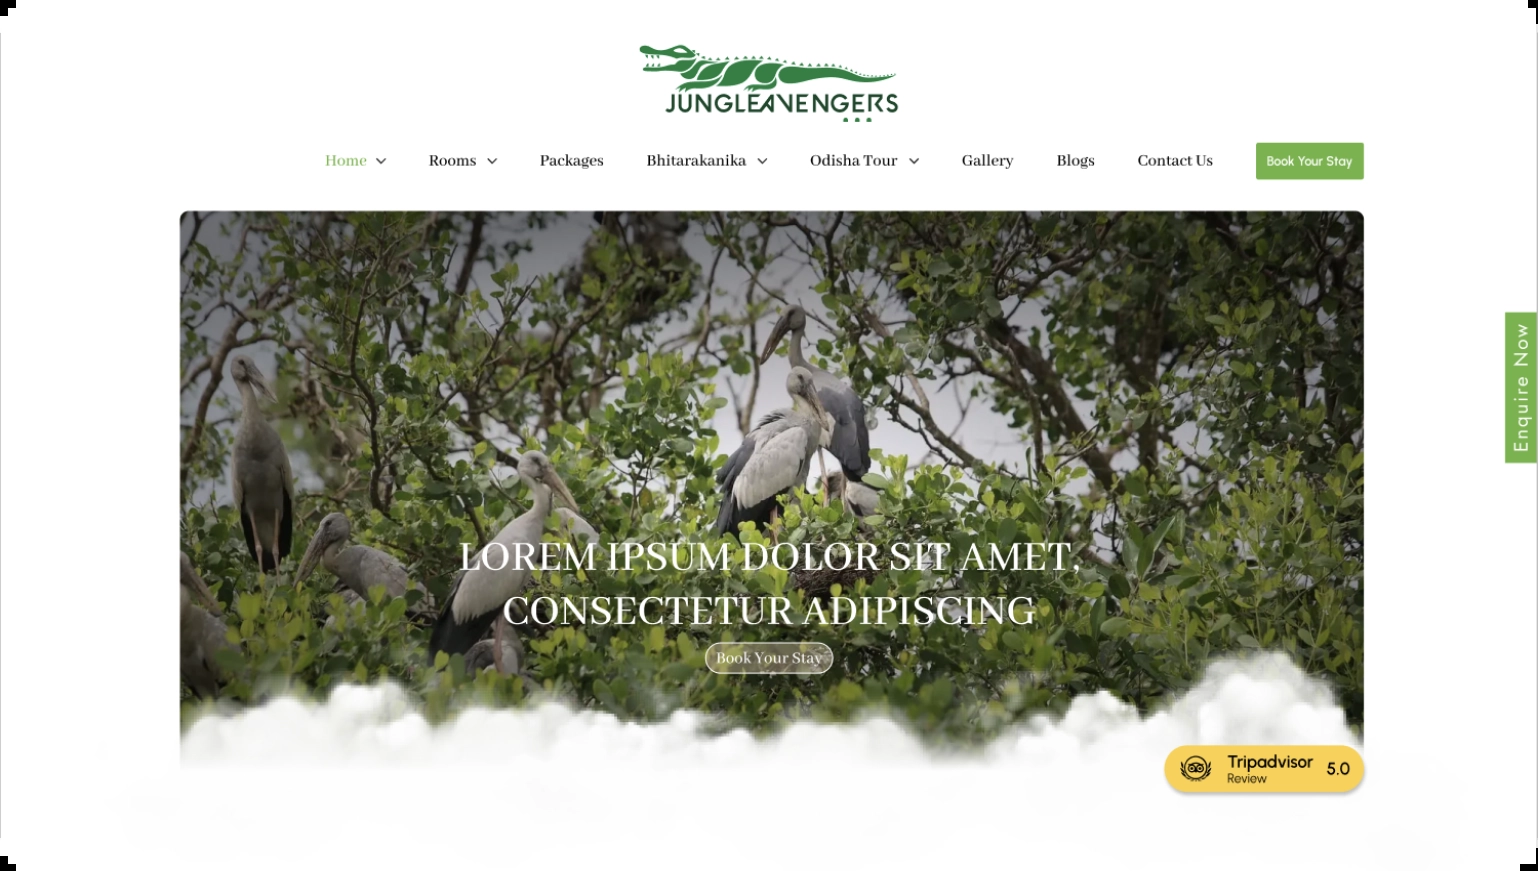 JUNGLEAVENGERS
Home Rooms Packages Bhitarakanika Odisha Tour Gallery Blogs Contact Us Book Your Stay
Enquire Now
LOREM IPSUM DOLOR SIT AMET,
CONSECTETUR ADIPISCING
Book Your Stay
Tripadvisor 5.0
Review